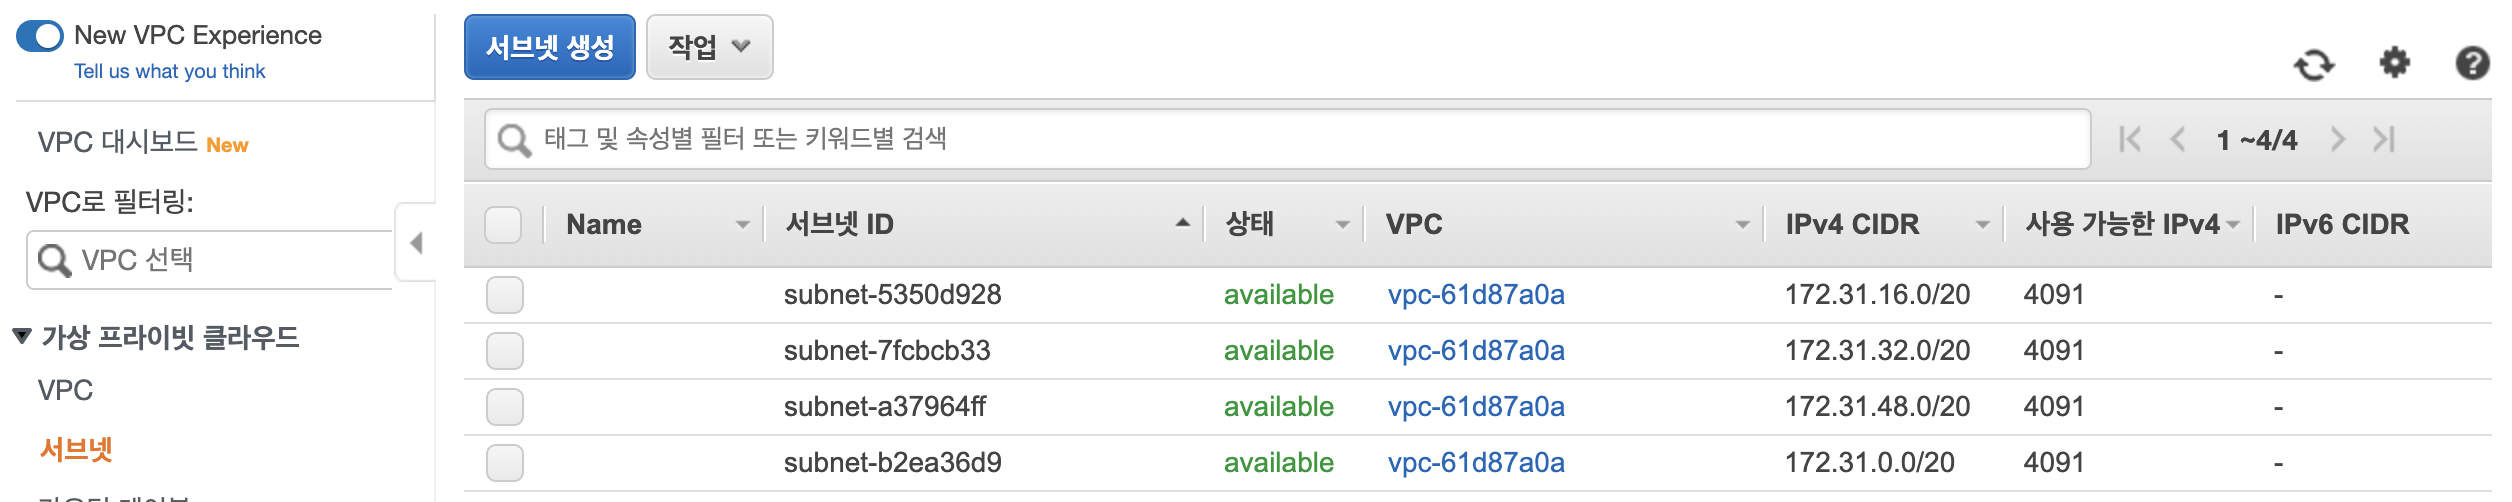 New VPC Experience
Tell us what you think
VPC 대시보드 New
VPC로 필터링:
VPC 선택
가상 프라이빗 클라우드
VPC
서브넷
서브넷 생성 작업
태그 및 속성별 필터 또는 키워드별 검색 1 ~4/4
Name 서브넷 ID 상태 VPC IPv4 CIDR 사용 가능한 IPv4 IPv6 CIDR
subnet-5350d928 available vpc-61d87a0a 172.31.16.0/20 4091 -
subnet-7fcbcb33 available vpc-61d87a0a 172.31.32.0/20 4091 -
subnet-a37964ff available vpc-61d87a0a 172.31.48.0/20 4091 -
subnet-b2ea36d9 available vpc-61d87a0a 172.31.0.0/20 4091 -